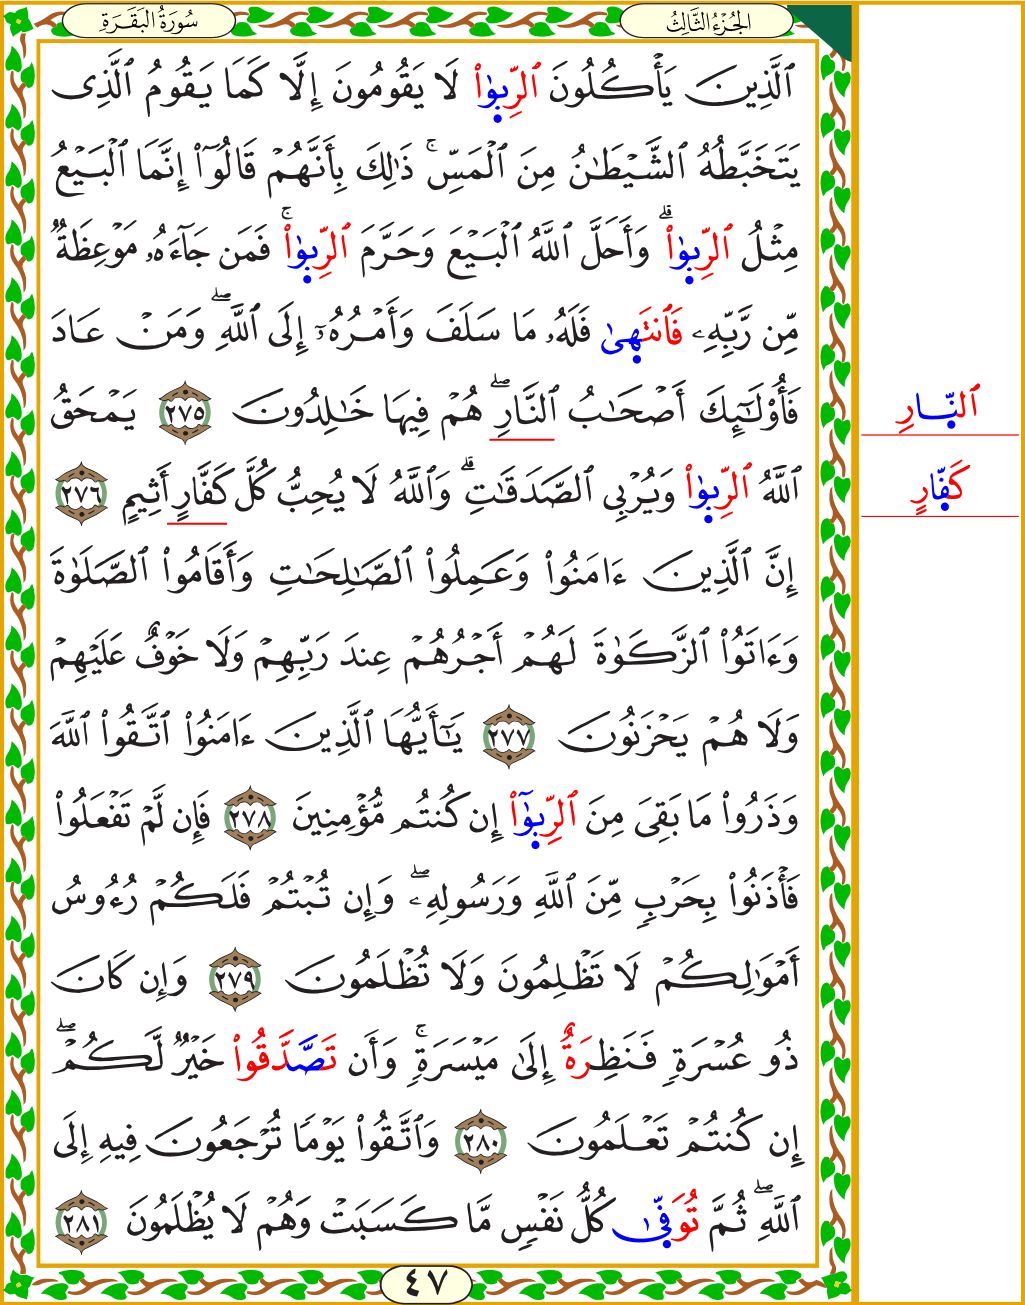 الجُزْءُ الثَّالِثُ
سُورَةُ البَقَرَةِ
ٱلَّذِينَ يَأۡكُلُونَ ٱلرِّبَوٰاْ لَا يَقُومُونَ إِلَّا كَمَا يَقُومُ ٱلَّذِى
يَتَخَبَّطُهُ ٱلشَّيۡطَٰنُ مِنَ ٱلۡمَسِّۚ ذَٰلِكَ بِأَنَّهُمۡ قَالُوٓاْ إِنَّمَا ٱلۡبَيۡعُ
مِثۡلُ ٱلرِّبَوٰاْۗ وَأَحَلَّ ٱللَّهُ ٱلۡبَيۡعَ وَحَرَّمَ ٱلرِّبَوٰاْۚ فَمَن جَآءَهُۥ مَوۡعِظَةٌ
مِّن رَّبِّهِۦ فَٱنتَهَىٰ فَلَهُۥ مَا سَلَفَ وَأَمۡرُهُۥٓ إِلَى ٱللَّهِۖ وَمَنۡ عَادَ
فَأُوْلَٰٓئِكَ أَصۡحَٰبُ ٱلنَّارِۖ هُمۡ فِيهَا خَٰلِدُونَ ٢٧٥ يَمۡحَقُ
ٱللَّهُ ٱلرِّبَوٰاْ وَيُرۡبِى ٱلصَّدَقَٰتِۗ وَٱللَّهُ لَا يُحِبُّ كُلَّ كَفَّارٍ أَثِيمٍ ٢٧٦
إِنَّ ٱلَّذِينَ ءَامَنُواْ وَعَمِلُواْ ٱلصَّٰلِحَٰتِ وَأَقَامُواْ ٱلصَّلَوٰةَ
وَءَاتَوُاْ ٱلزَّكَوٰةَ لَهُمۡ أَجۡرُهُمۡ عِندَ رَبِّهِمۡ وَلَا خَوۡفٌ عَلَيۡهِمۡ
وَلَا هُمۡ يَحۡزَنُونَ ٢٧٧ يَٰٓأَيُّهَا ٱلَّذِينَ ءَامَنُواْ ٱتَّقُواْ ٱللَّهَ
وَذَرُواْ مَا بَقِىَ مِنَ ٱلرِّبَوٰٓاْ إِن كُنتُم مُّؤۡمِنِينَ ٢٧٨ فَإِن لَّمۡ تَفۡعَلُواْ
فَأۡذَنُواْ بِحَرۡبٍ مِّنَ ٱللَّهِ وَرَسُولِهِۦۖ وَإِن تُبۡتُمۡ فَلَكُمۡ رُءُوسُ
أَمۡوَٰلِكُمۡ لَا تَظۡلِمُونَ وَلَا تُظۡلَمُونَ ٢٧٩ وَإِن كَانَ
ذُو عُسۡرَةٍ فَنَظِرَةٌ إِلَىٰ مَيۡسَرَةٍۚ وَأَن تَصَّدَّقُواْ خَيۡرٌ لَّكُمۡۖ
إِن كُنتُمۡ تَعۡلَمُونَ ٢٨٠ وَٱتَّقُواْ يَوۡمًا تُرۡجَعُونَ فِيهِ إِلَى
ٱللَّهِۖ ثُمَّ تُوَفَّىٰ كُلُّ نَفۡسٍ مَّا كَسَبَتۡ وَهُمۡ لَا يُظۡلَمُونَ ٢٨١
٤٧
ٱلنَّارِ
كَفَّارٍ